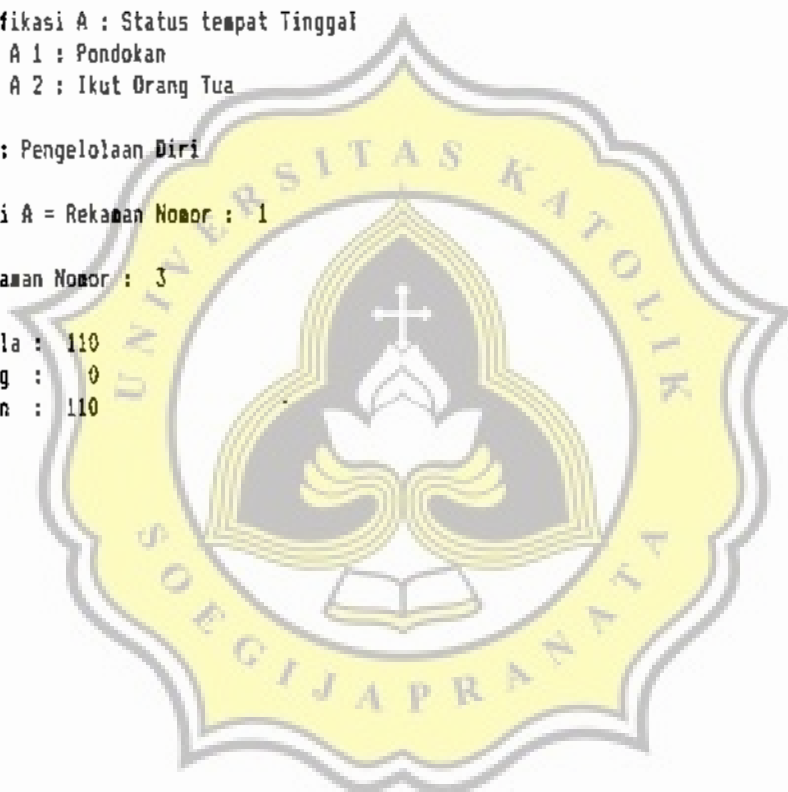 fikasi A : Status tempat Tinggal
A 1 : Pondokan
A 2 : Ikut Orang Tua
: Pengelolaan Diri
i A = Rekaman Nomor : 1
aman Nomor : 3
la : 110
g : 0
n : 110
UNIVERSITAS KATOLIK
SOEGIJAPRANATA